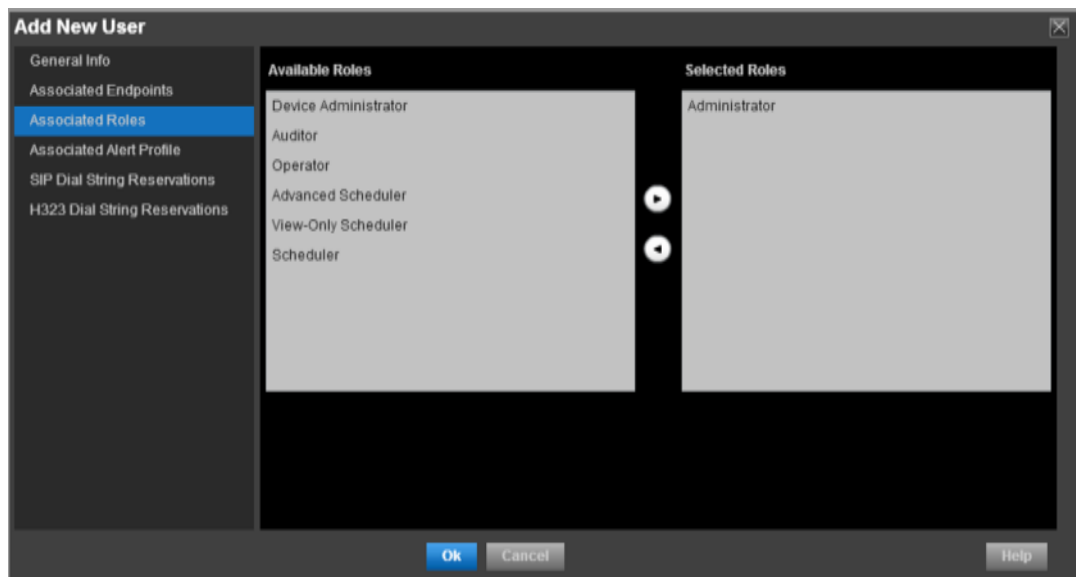 Add New User
General Info
Associated Endpoints
Associated Roles
Associated Alert Profile
SIP Dial String Reservations
H323 Dial String Reservations
Available Roles
Device Administrator
Auditor
Operator
Advanced Scheduler
View-Only Scheduler
Scheduler
Selected Roles
Administrator
Ok
Cancel
Help